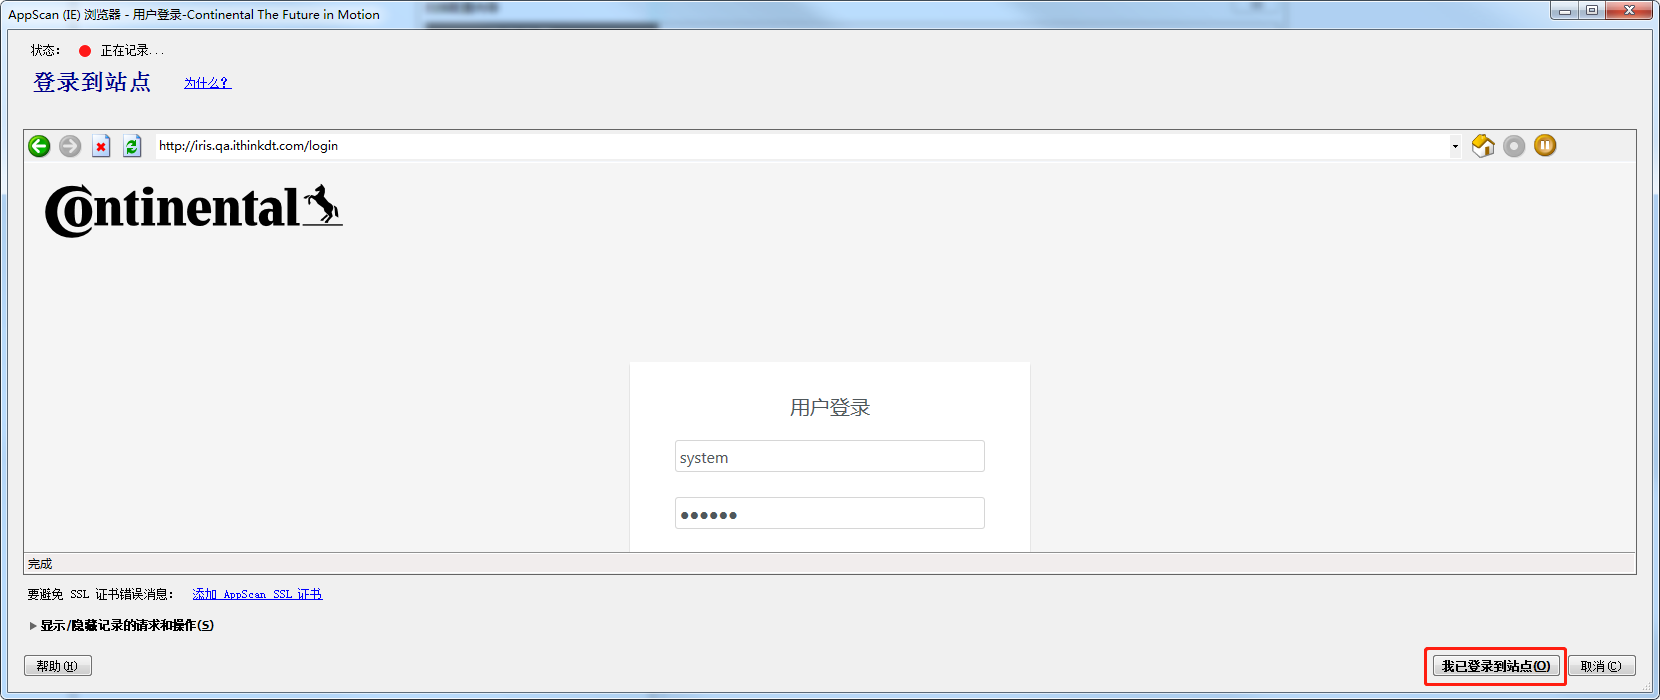 AppScan (IE) 浏览器 - 用户登录-Continental The Future in Motion
状态： 正在记录...
登录到站点 为什么?
http://iris.qa.ithinkdt.com/login
Continental
用户登录
system
●●●●●●
完成
要避免 SSL 证书错误消息： 添加 AppScan SSL 证书
显示/隐藏记录的请求和操作(S)
帮助(H) 我已登录到站点(O) 取消(C)